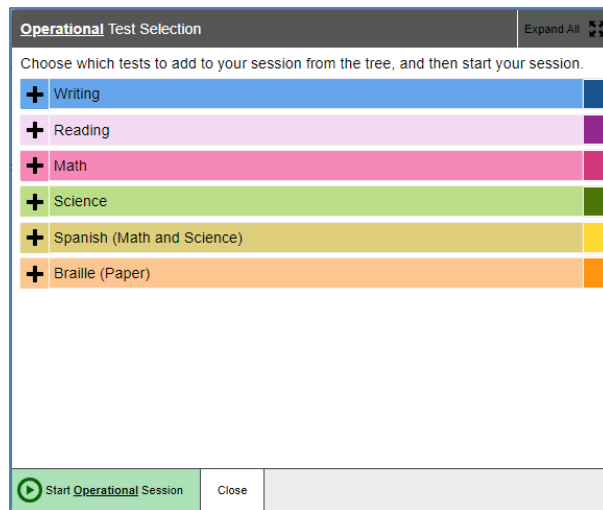 Operational Test Selection
Expand All
Choose which tests to add to your session from the tree, and then start your session.
Writing
Reading
Math
Science
Spanish (Math and Science)
Braille (Paper)
Start Operational Session
Close